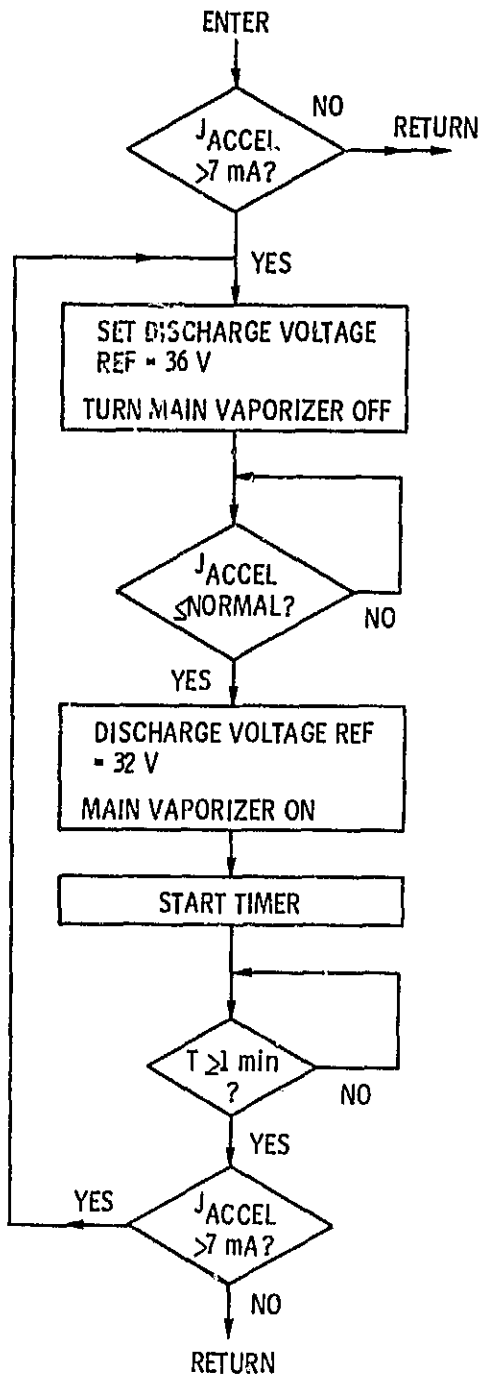 ENTER
NO
RETURN
JACCEL
>7 mA?
YES
SET DISCHARGE VOLTAGE
REF = 36 V
TURN MAIN VAPORIZER OFF
JACCEL
≤NORMAL?
NO
YES
DISCHARGE VOLTAGE REF
= 32 V
MAIN VAPORIZER ON
START TIMER
T ≥1 min
?
NO
YES
YES
JACCEL
>7 mA?
NO
RETURN